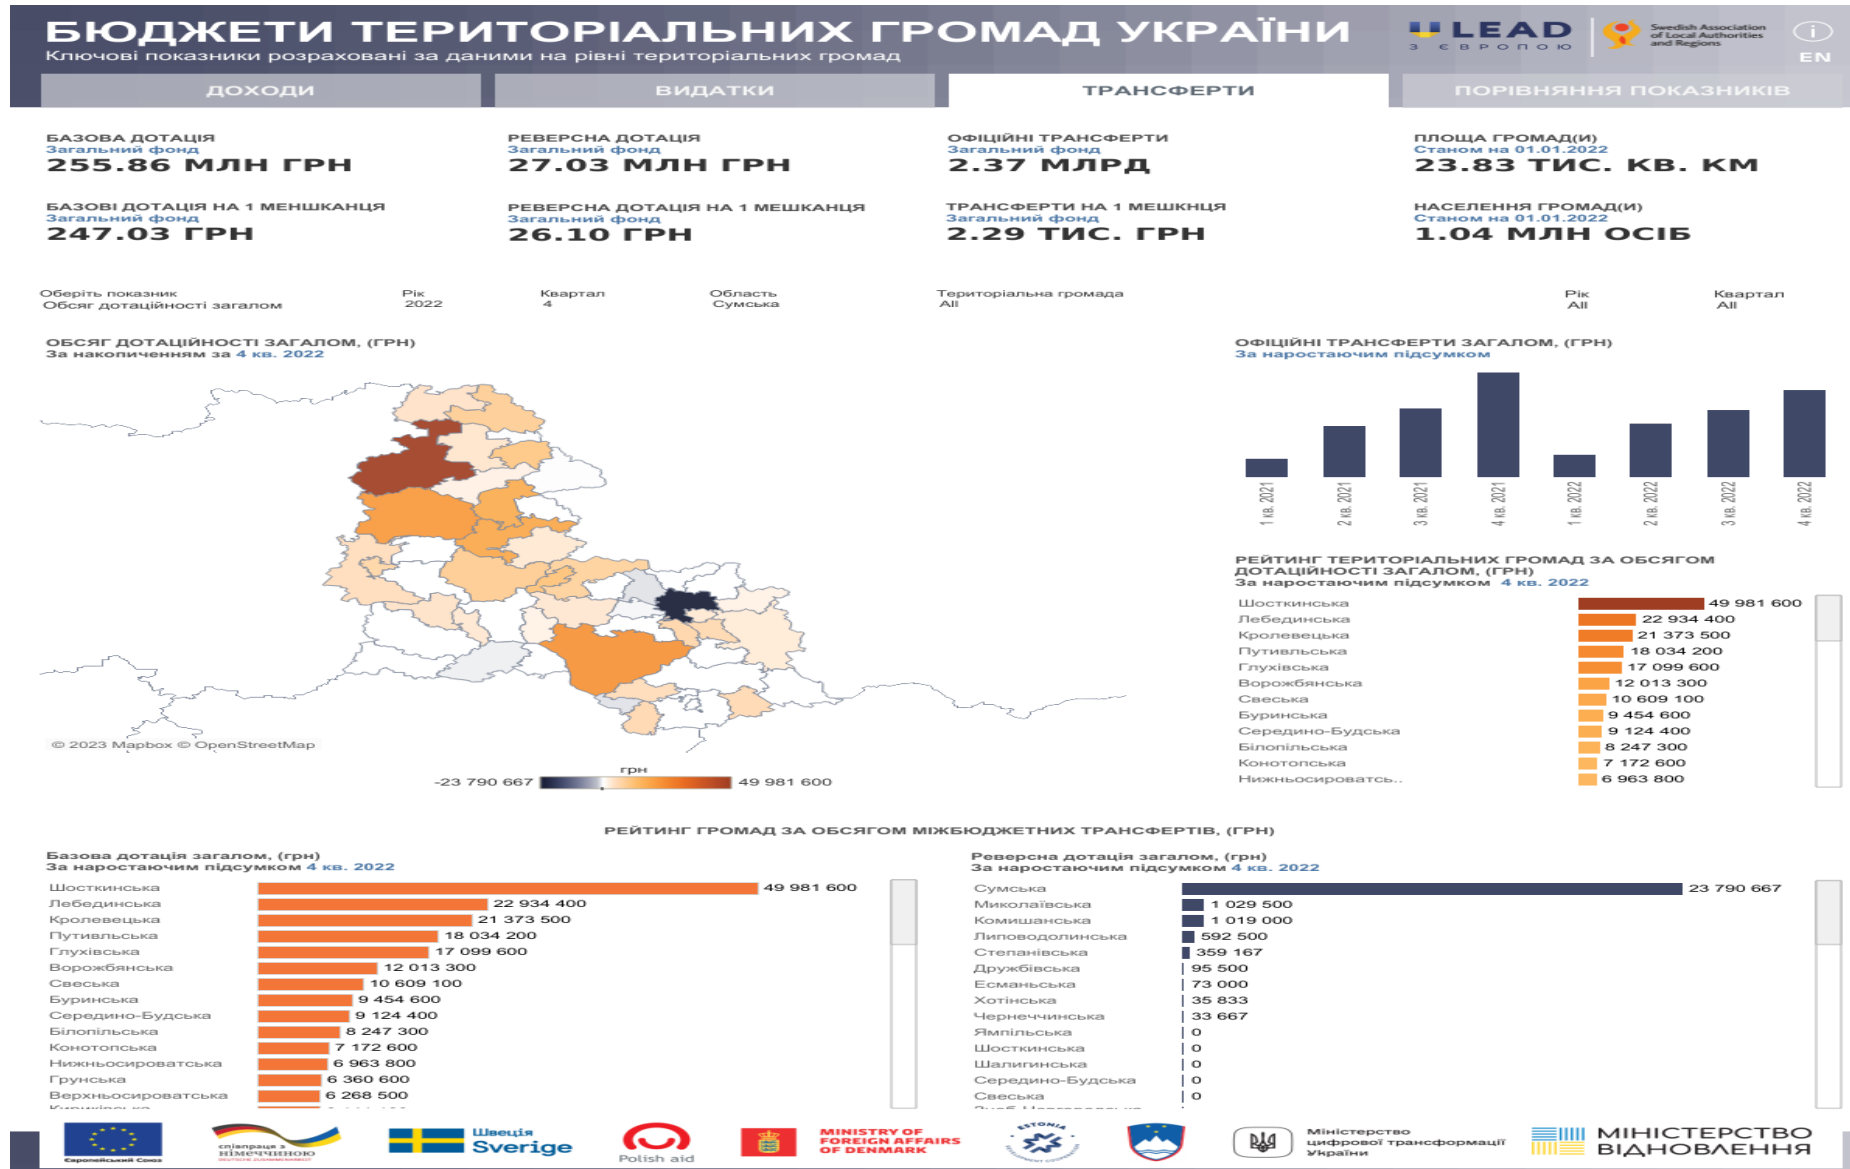 БЮДЖЕТИ ТЕРИТОРІАЛЬНИХ ГРОМАД УКРАЇНИ
Ключові показники розраховані за даними на рівні територіальних громад
U LEAD
З ЄВРОПОЮ
Swedish Association
of Local Authorities
and Regions
i
EN
ДОХОДИ
ВИДАТКИ
ТРАНСФЕРТИ
ПОРІВНЯННЯ ПОКАЗНИКІВ
БАЗОВА ДОТАЦІЯ
Загальний фонд
255.86 МЛН ГРН
РЕВЕРСНА ДОТАЦІЯ
Загальний фонд
27.03 МЛН ГРН
ОФІЦІЙНІ ТРАНСФЕРТИ
Загальний фонд
2.37 МЛРД
ПЛОЩА ГРОМАД(И)
Станом на 01.01.2022
23.83 ТИС. КВ. КМ
БАЗОВІ ДОТАЦІЯ НА 1 МЕНШКАНЦЯ
Загальний фонд
247.03 ГРН
РЕВЕРСНА ДОТАЦІЯ НА 1 МЕШКАНЦЯ
Загальний фонд
26.10 ГРН
ТРАНСФЕРТИ НА 1 МЕШКНЦЯ
Загальний фонд
2.29 ТИС. ГРН
НАСЕЛЕННЯ ГРОМАД(И)
Станом на 01.01.2022
1.04 МЛН ОСІБ
Оберіть показник
Обсяг дотаційності загалом
Рік
2022
Квартал
4
Область
Сумська
Територіальна громада
All
Рік
All
Квартал
All
ОБСЯГ ДОТАЦІЙНОСТІ ЗАГАЛОМ, (ГРН)
За накопиченням за 4 кв. 2022
© 2023 Mapbox © OpenStreetMap
грн
-23 790 667
49 981 600
ОФІЦІЙНІ ТРАНСФЕРТИ ЗАГАЛОМ, (ГРН)
За наростаючим підсумком
1 кв. 2021
2 кв. 2021
3 кв. 2021
4 кв. 2021
1 кв. 2022
2 кв. 2022
3 кв. 2022
4 кв. 2022
РЕЙТИНГ ТЕРИТОРІАЛЬНИХ ГРОМАД ЗА ОБСЯГОМ
ДОТАЦІЙНОСТІ ЗАГАЛОМ, (ГРН)
За наростаючим підсумком 4 кв. 2022
Шосткинська 49 981 600
Лебединська 22 934 400
Кролевецька 21 373 500
Путивльська 18 034 200
Глухівська 17 099 600
Ворожбянська 12 013 300
Свеська 10 609 100
Буринська 9 454 600
Середино-Будська 9 124 400
Білопільська 8 247 300
Конотопська 7 172 600
Нижньосироватсь.. 6 963 800
РЕЙТИНГ ГРОМАД ЗА ОБСЯГОМ МІЖБЮДЖЕТНИХ ТРАНСФЕРТІВ, (ГРН)
Базова дотація загалом, (грн)
За наростаючим підсумком 4 кв. 2022
Шосткинська 49 981 600
Лебединська 22 934 400
Кролевецька 21 373 500
Путивльська 18 034 200
Глухівська 17 099 600
Ворожбянська 12 013 300
Свеська 10 609 100
Буринська 9 454 600
Середино-Будська 9 124 400
Білопільська 8 247 300
Конотопська 7 172 600
Нижньосироватська 6 963 800
Грунська 6 360 600
Верхньосироватська 6 268 500
Реверсна дотація загалом, (грн)
За наростаючим підсумком 4 кв. 2022
Сумська 23 790 667
Миколаївська 1 029 500
Комишанська 1 019 000
Липоводолинська 592 500
Степанівська 359 167
Дружбівська 95 500
Есманьська 73 000
Хотінська 35 833
Чернеччинська 33 667
Ямпільська 0
Шосткинська 0
Шалигинська 0
Середино-Будська 0
Свеська 0
Європейський Союз
співпраця з
німеччиною
DEUTSCHE ZUSAMMENARBEIT
Швеція
Sverige
Polish aid
MINISTRY OF
FOREIGN AFFAIRS
OF DENMARK
ESTONIA
DEVELOPMENT COOPERATION
Міністерство
цифрової трансформації
України
МІНІСТЕРСТВО
ВІДНОВЛЕННЯ